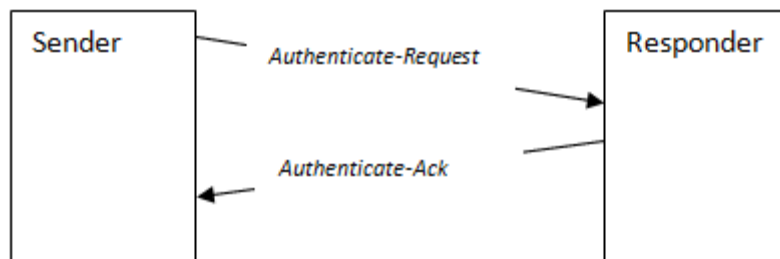 Sender
Responder
Authenticate-Request
Authenticate-Ack